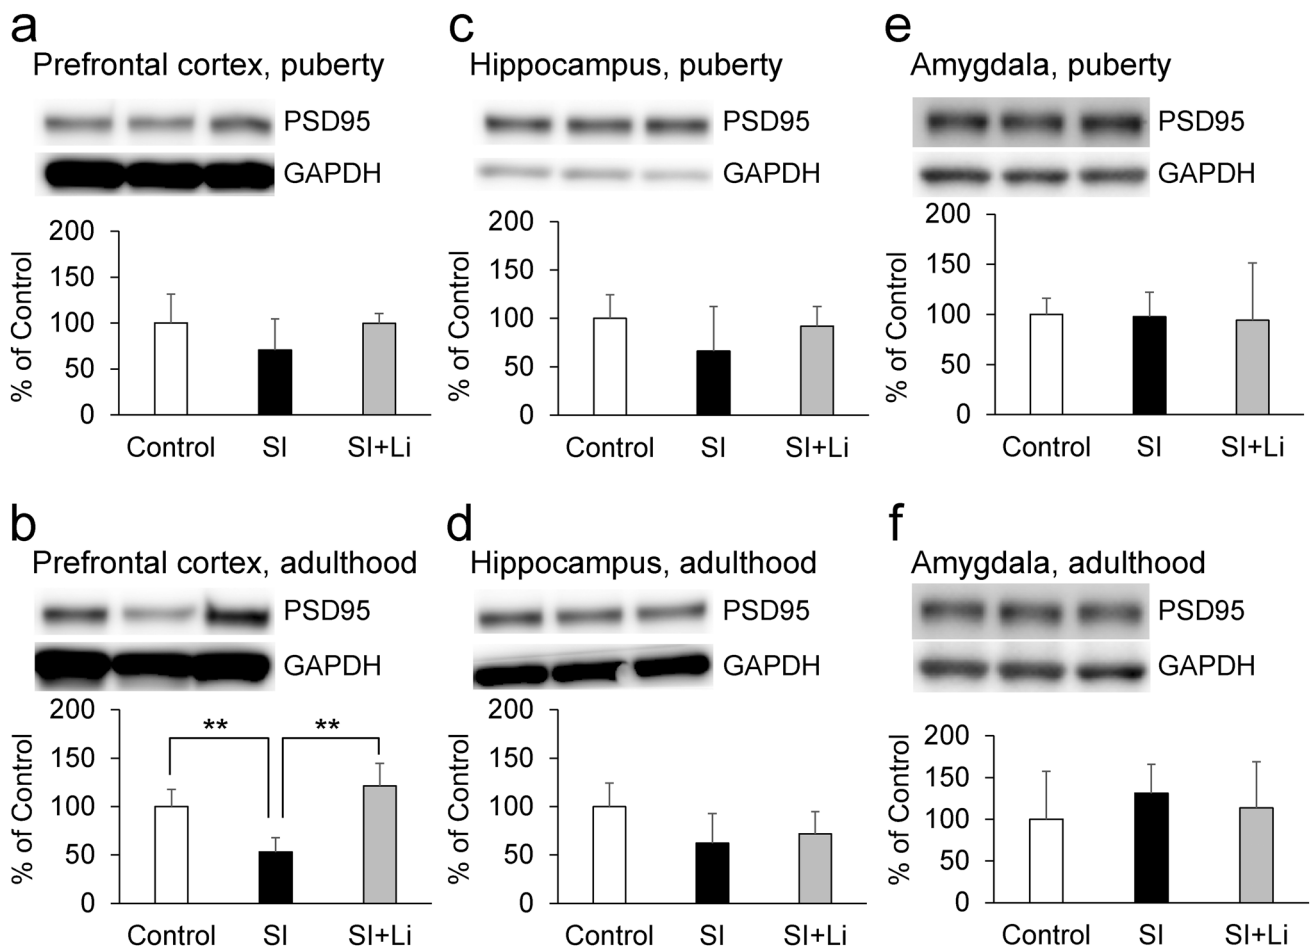 a
Prefrontal cortex, puberty
PSD95
GAPDH
200
150
100
50
0
% of Control
Control SI SI+Li
c
Hippocampus, puberty
PSD95
GAPDH
200
150
100
50
0
% of Control
Control SI SI+Li
e
Amygdala, puberty
PSD95
GAPDH
200
150
100
50
0
% of Control
Control SI SI+Li
b
Prefrontal cortex, adulthood
PSD95
GAPDH
200
150
100
50
0
% of Control
** **
Control SI SI+Li
d
Hippocampus, adulthood
PSD95
GAPDH
200
150
100
50
0
% of Control
Control SI SI+Li
f
Amygdala, adulthood
PSD95
GAPDH
200
150
100
50
0
% of Control
Control SI SI+Li